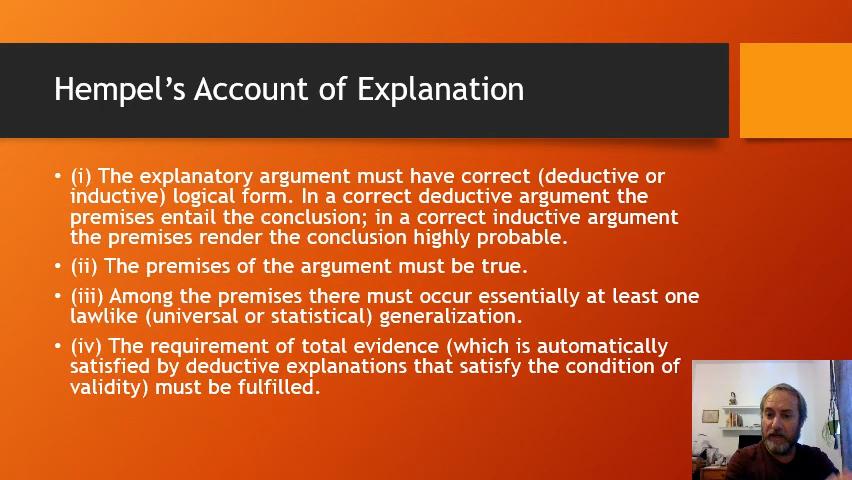 Hempel’s Account of Explanation
• (i) The explanatory argument must have correct (deductive or
inductive) logical form. In a correct deductive argument the
premises entail the conclusion; in a correct inductive argument
the premises render the conclusion highly probable.
• (ii) The premises of the argument must be true.
• (iii) Among the premises there must occur essentially at least one
lawlike (universal or statistical) generalization.
• (iv) The requirement of total evidence (which is automatically
satisfied by deductive explanations that satisfy the condition of
validity) must be fulfilled.